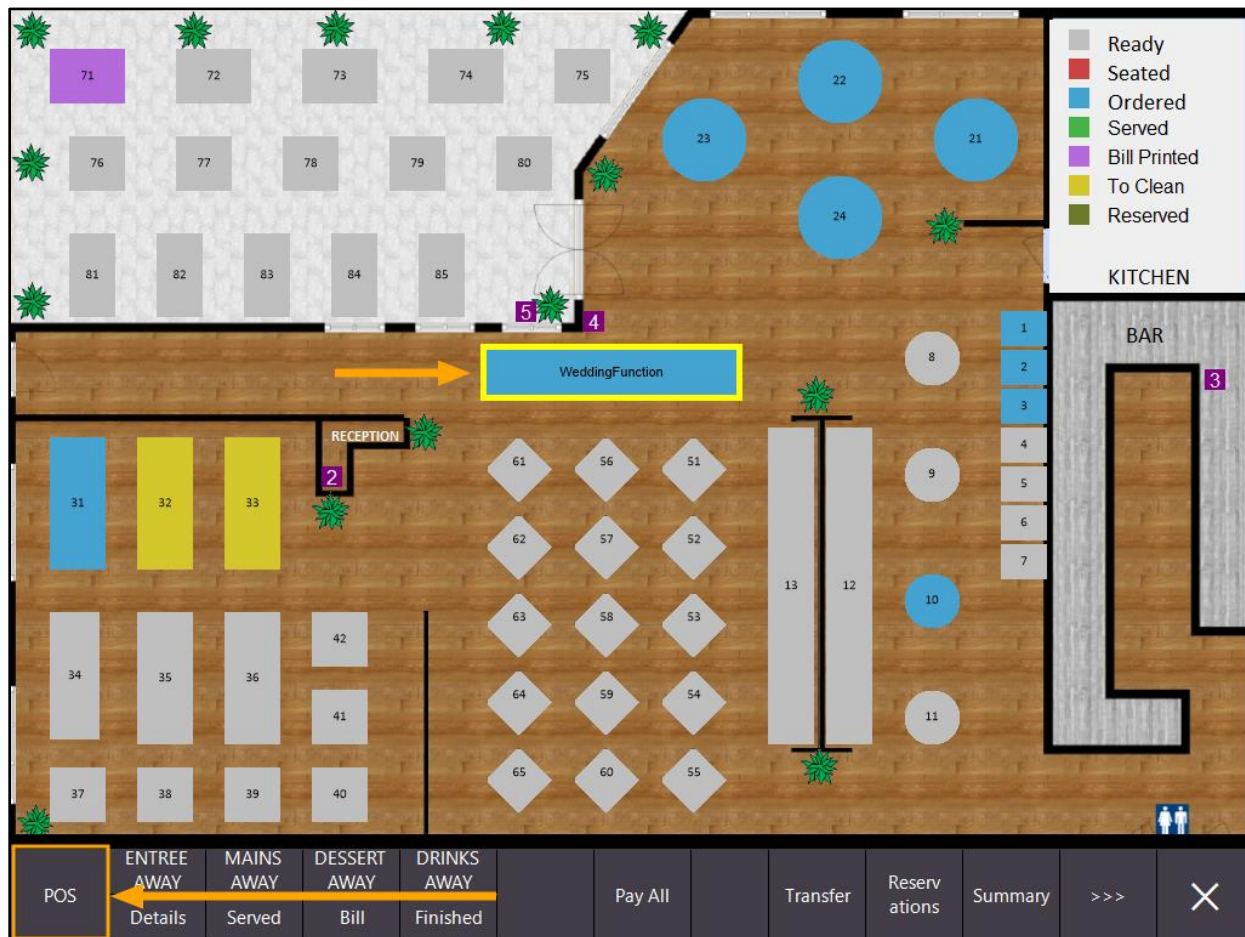 71
72
73
74
75
76
77
78
79
80
81
82
83
84
85
5
4
22
23
21
24
Ready
Seated
Ordered
Served
Bill Printed
To Clean
Reserved
KITCHEN
BAR
3
WeddingFunction
8
9
10
11
1
2
3
4
5
6
7
RECEPTION
2
31
32
33
34
35
36
42
41
37
38
39
40
61
56
51
62
57
52
63
58
53
64
59
54
65
60
55
13
12
POS
ENTREE
AWAY
Details
MAINS
AWAY
Served
DESSERT
AWAY
Bill
DRINKS
AWAY
Finished
Pay All
Transfer
Reserv
ations
Summary
>>>